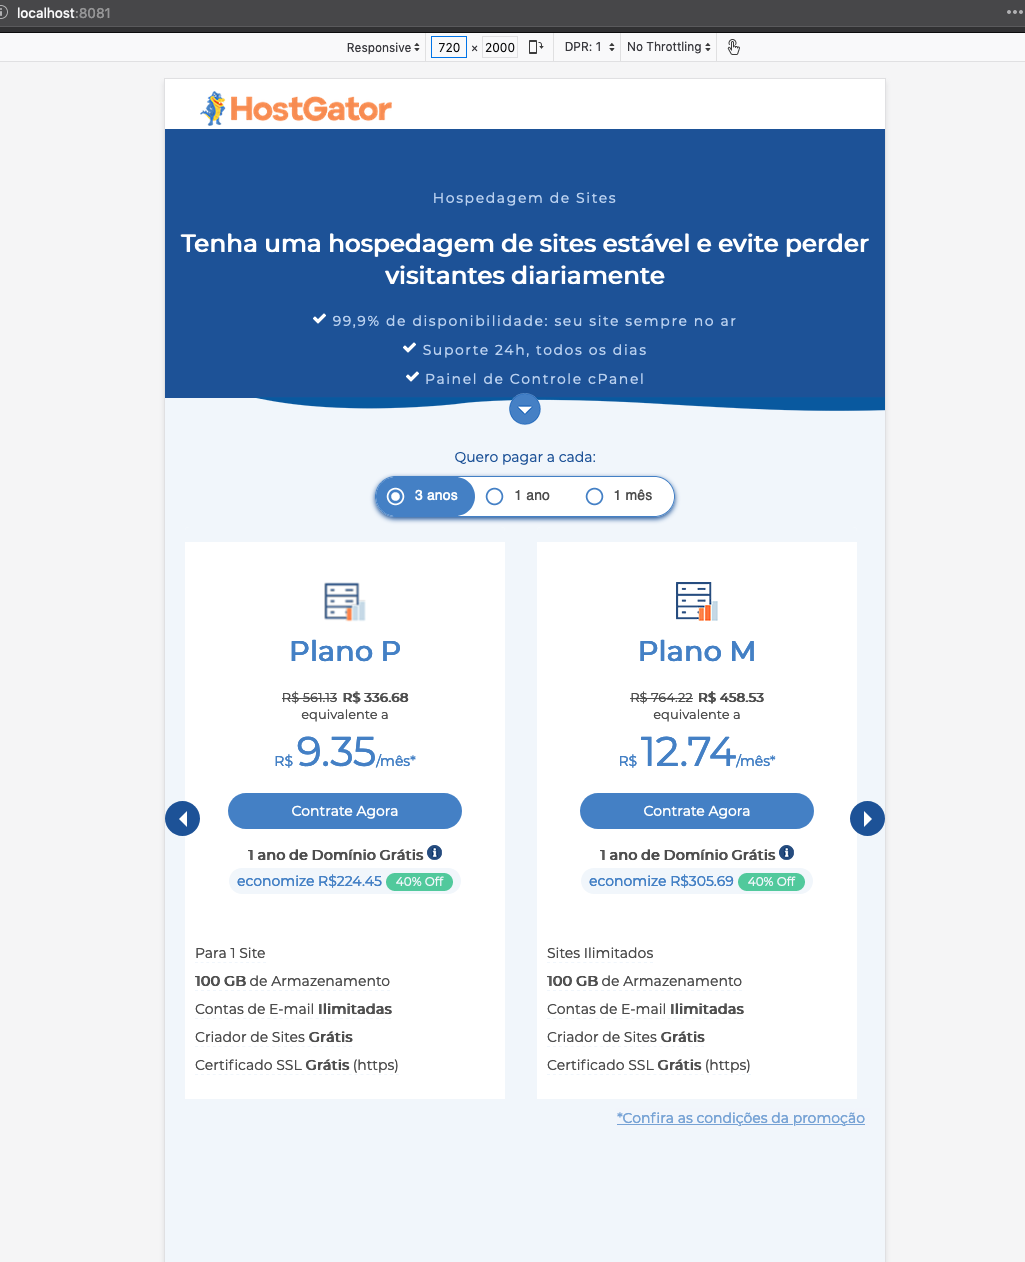 localhost:8081
Responsive 720 × 2000 DPR: 1 No Throttling
HostGator
Hospedagem de Sites
Tenha uma hospedagem de sites estável e evite perder
visitantes diariamente
99,9% de disponibilidade: seu site sempre no ar
Suporte 24h, todos os dias
Painel de Controle cPanel
Quero pagar a cada:
3 anos 1 ano 1 mês
Plano P
R$ 561.13 R$ 336.68
equivalente a
R$ 9.35/mês*
Contrate Agora
1 ano de Domínio Grátis
economize R$224.45 40% Off
Para 1 Site
100 GB de Armazenamento
Contas de E-mail Ilimitadas
Criador de Sites Grátis
Certificado SSL Grátis (https)
Plano M
R$ 764.22 R$ 458.53
equivalente a
R$ 12.74/mês*
Contrate Agora
1 ano de Domínio Grátis
economize R$305.69 40% Off
Sites Ilimitados
100 GB de Armazenamento
Contas de E-mail Ilimitadas
Criador de Sites Grátis
Certificado SSL Grátis (https)
*Confira as condições da promoção